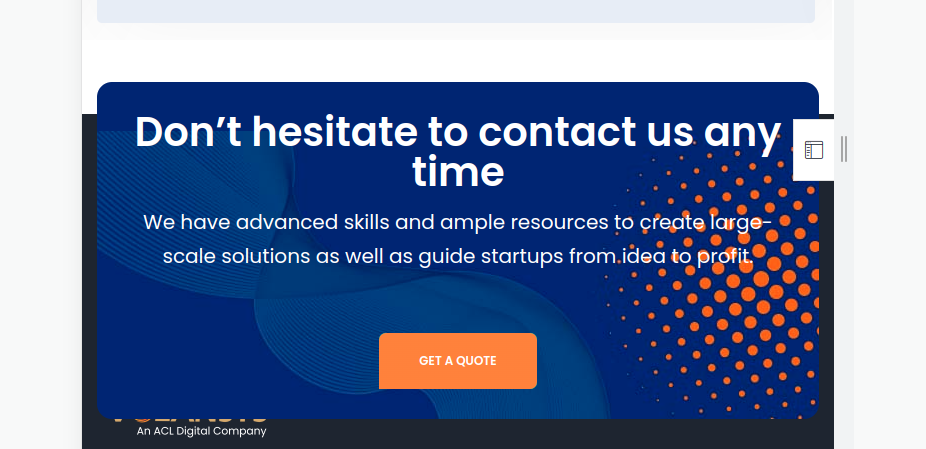 Don't hesitate to contact us any
time
We have advanced skills and ample resources to create large-
scale solutions as well as guide startups from idea to profit.
GET A QUOTE
An ACL Digital Company